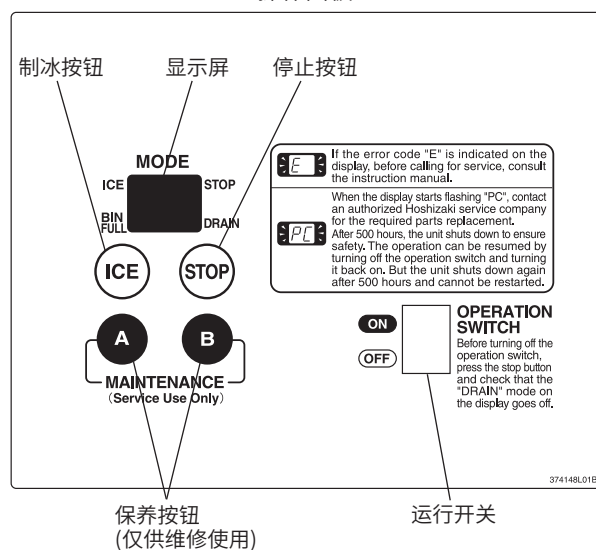 制冰按钮
显示屏
停止按钮
MODE
ICE
STOP
BIN
FULL
DRAIN
ICE
STOP
A
B
MAINTENANCE
(Service Use Only)
E
If the error code "E" is indicated on the
display, before calling for service, consult
the instruction manual.
PC
When the display starts flashing "PC", contact
an authorized Hoshizaki service company
for the required parts replacement.
After 500 hours, the unit shuts down to ensure
safety. The operation can be resumed by
turning off the operation switch and turning
it back on. But the unit shuts down again
after 500 hours and cannot be restarted.
ON
OFF
OPERATION
SWITCH
Before turning off the
operation switch,
press the stop button
and check that the
"DRAIN" mode on
the display goes off.
374148L01B
保养按钮
(仅供维修使用)
运行开关